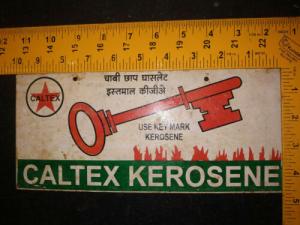 चाबी छाप घासलेट
इस्तमाल कीजीअे
CALTEX
USE KEY MARK
KEROSENE
CALTEX KEROSENE